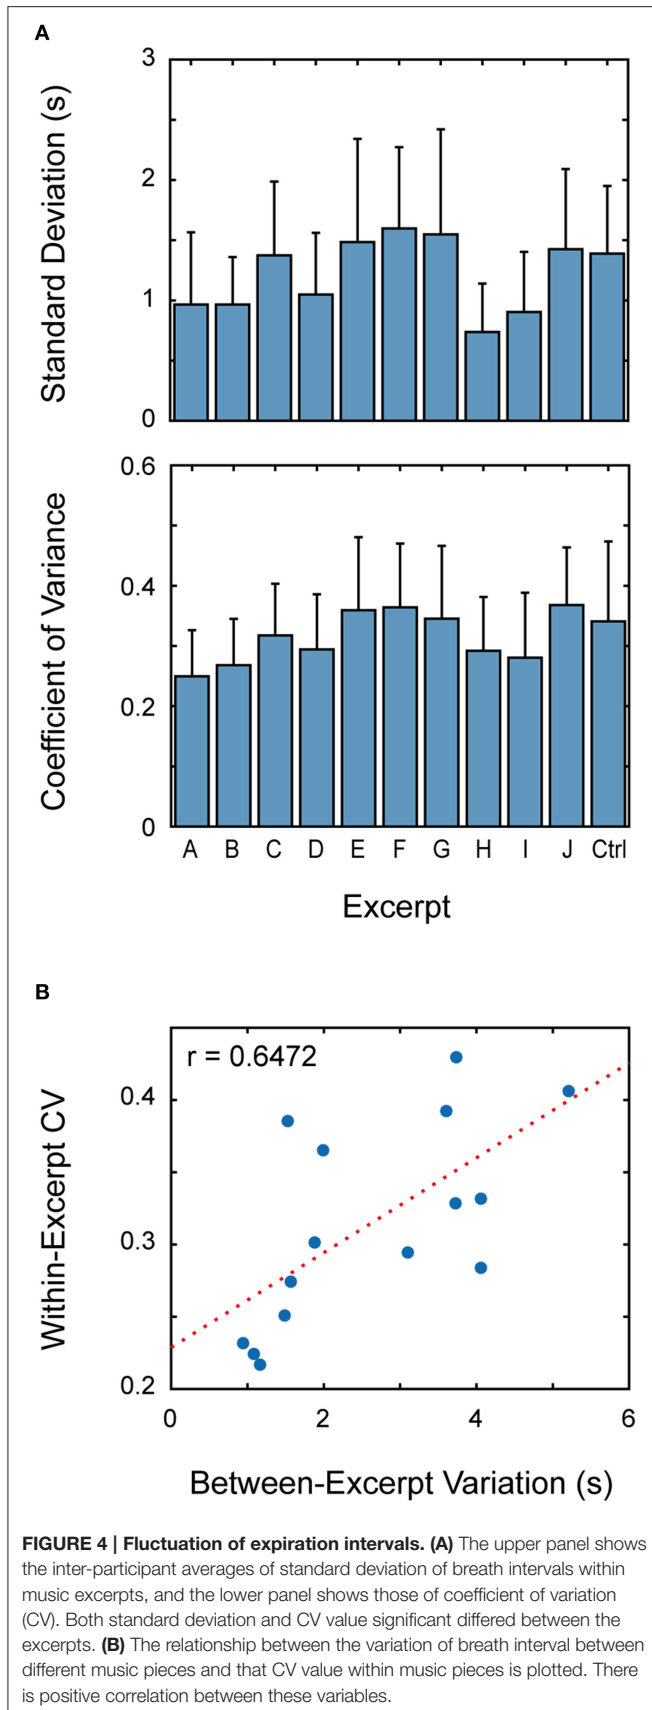 A
Standard Deviation (s)
3
2
1
0
Coefficient of Variance
0.6
0.4
0.2
0
A B C D E F G H I J Ctrl
Excerpt
B
r = 0.6472
Within-Excerpt CV
0.4
0.3
0.2
0 2 4 6
Between-Excerpt Variation (s)
FIGURE 4 | Fluctuation of expiration intervals. (A) The upper panel shows
the inter-participant averages of standard deviation of breath intervals within
music excerpts, and the lower panel shows those of coefficient of variation
(CV). Both standard deviation and CV value significant differed between the
excerpts. (B) The relationship between the variation of breath interval between
different music pieces and that CV value within music pieces is plotted. There
is positive correlation between these variables.